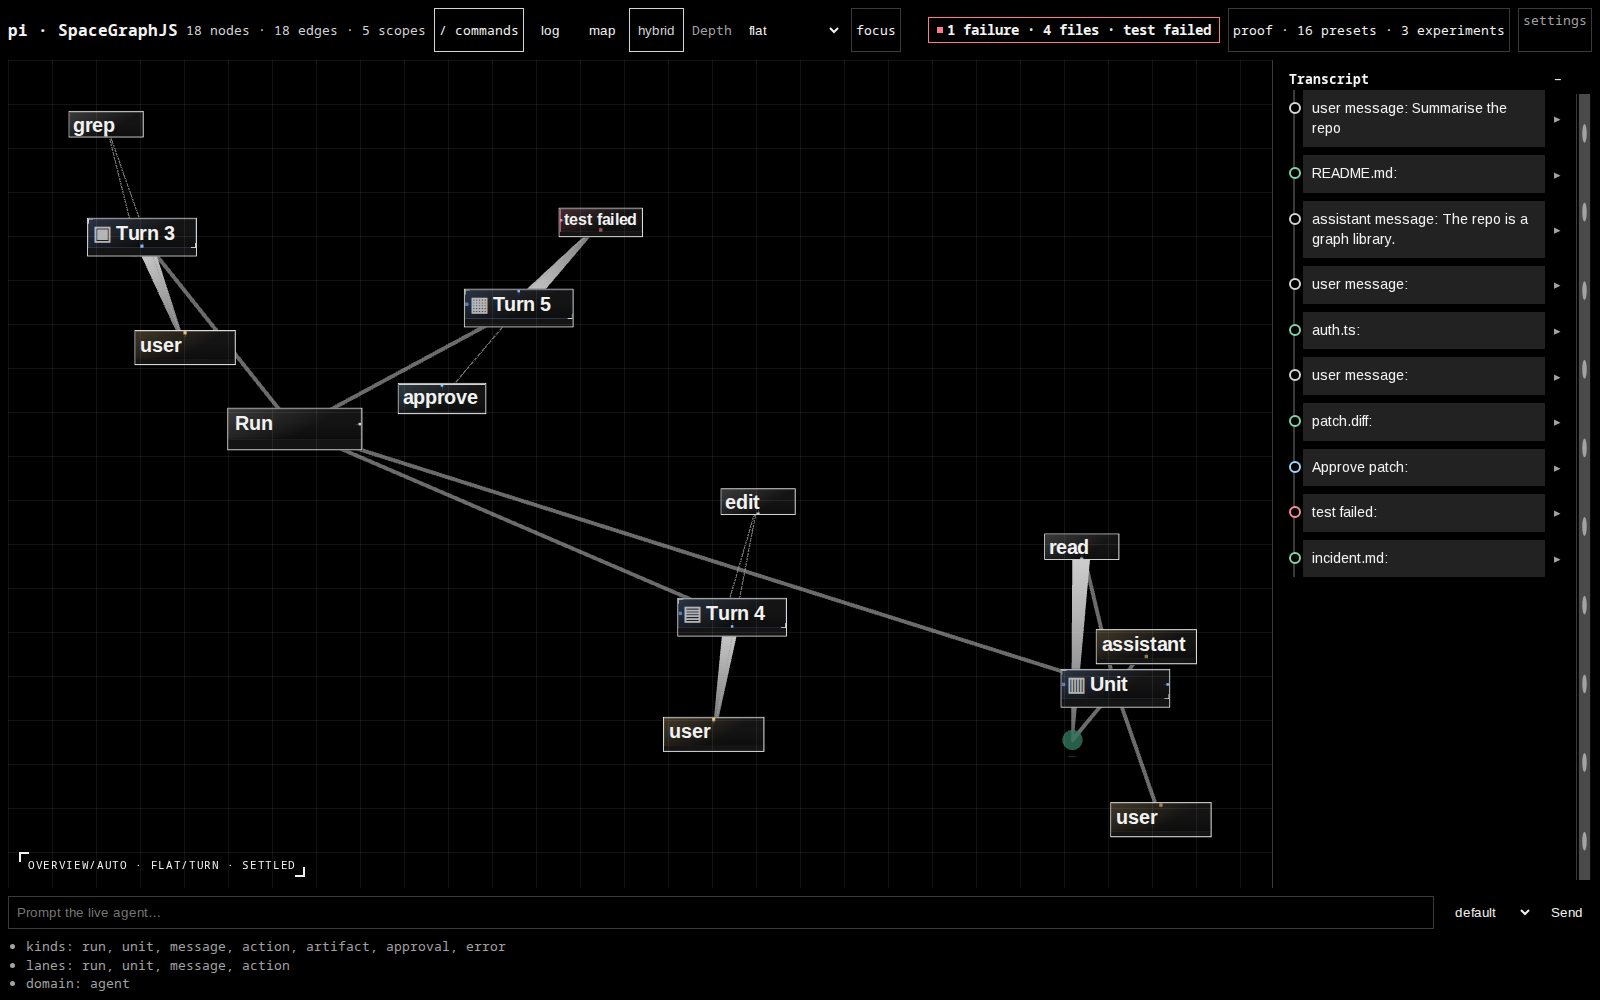 pi · SpaceGraphJS 18 nodes · 18 edges · 5 scopes / commands log map hybrid Depth flat focus 1 failure · 4 files · test failed proof · 16 presets · 3 experiments settings
grep
Turn 3
user
test failed
Turn 5
approve
Run
edit
Turn 4
user
read
assistant
Unit
user
OVERVIEW/AUTO · FLAT/TURN · SETTLED
Transcript
user message: Summarise the
repo
README.md:
assistant message: The repo is a
graph library.
user message:
auth.ts:
user message:
patch.diff:
Approve patch:
test failed:
incident.md:
Prompt the live agent… default Send
kinds: run, unit, message, action, artifact, approval, error
lanes: run, unit, message, action
domain: agent